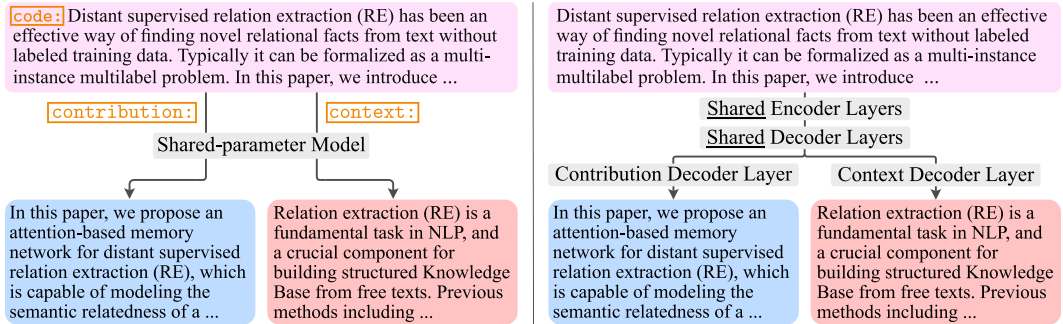 code: Distant supervised relation extraction (RE) has been an
effective way of finding novel relational facts from text without
labeled training data. Typically it can be formalized as a multi-
instance multilabel problem. In this paper, we introduce ...
contribution:
context:
Shared-parameter Model
In this paper, we propose an
attention-based memory
network for distant supervised
relation extraction (RE), which
is capable of modeling the
semantic relatedness of a ...
Relation extraction (RE) is a
fundamental task in NLP, and
a crucial component for
building structured Knowledge
Base from free texts. Previous
methods including ...
Distant supervised relation extraction (RE) has been an effective
way of finding novel relational facts from text without labeled
training data. Typically it can be formalized as a multi-instance
multilabel problem. In this paper, we introduce ...
Shared Encoder Layers
Shared Decoder Layers
Contribution Decoder Layer
Context Decoder Layer
In this paper, we propose an
attention-based memory
network for distant supervised
relation extraction (RE), which
is capable of modeling the
semantic relatedness of a ...
Relation extraction (RE) is a
fundamental task in NLP, and
a crucial component for
building structured Knowledge
Base from free texts. Previous
methods including ...